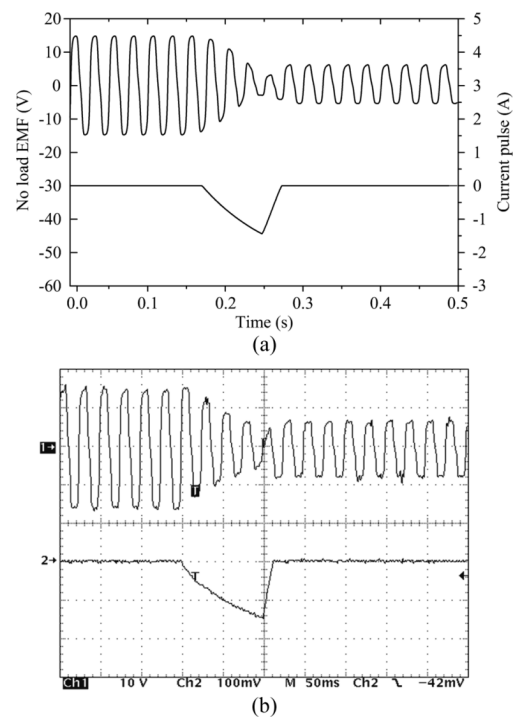 20
10
0
-10
-20
-30
-40
-50
-60
No load EMF (V)
5
4
3
2
1
0
-1
-2
-3
Current pulse (A)
0.0 0.1 0.2 0.3 0.4 0.5
Time (s)
(a)
1
T
2
T
Ch1 10 V Ch2 100mV M 50ms Ch2 -42mV
(b)